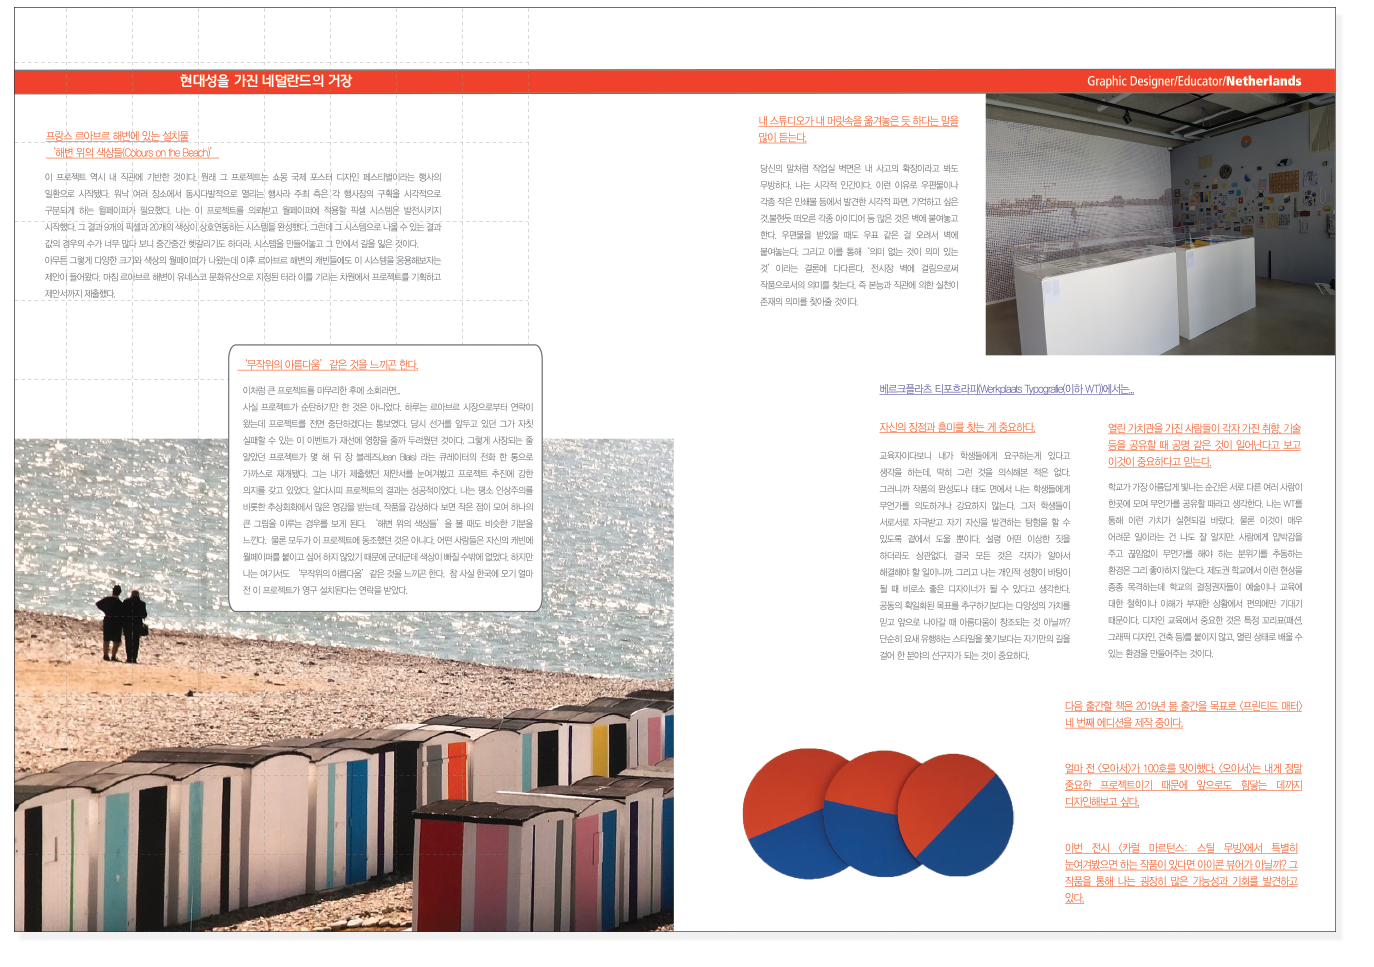 현대성을 가진 네덜란드의 거장
Graphic Designer/Educator/Netherlands
프랑스 르아브르 해변에 있는 설치물
‘해변 위의 색상들(Colours on the Beach)’
이 프로젝트 역시 내 직관에 기반한 것이다. 원래 그 프로젝트는 쇼몽 국제 포스터 디자인 페스티벌이라는 행사의
일환으로 시작됐다. 워낙 여러 장소에서 동시다발적으로 열리는 행사라 주최 측은 각 행사장의 구획을 시각적으로
구분되게 하는 월페이퍼가 필요했다. 나는 이 프로젝트를 의뢰받고 월페이퍼에 적용할 픽셀 시스템은 발전시키지
시작했다. 그 결과 9개의 픽셀과 20개의 색상이 상호연동하는 시스템을 완성했다. 그런데 그 시스템으로 나올 수 있는 결과
값의 경우의 수가 너무 많다 보니 중간중간 헷갈리기도 하더라. 시스템을 만들어놓고 그 안에서 길을 잃은 것이다.
아무튼 그렇게 다양한 크기와 색상의 월페이퍼가 나왔는데 이후 르아브르 해변의 캐빈들에도 이 시스템을 응용해보자는
제안이 들어왔다. 마침 르아브르 해변이 유네스코 문화유산으로 지정된 터라 이를 기리는 차원에서 프로젝트를 기획하고
제안서까지 제출했다.
‘무작위의 아름다움’ 같은 것을 느끼곤 한다.
이처럼 큰 프로젝트를 마무리한 후에 소회라면...
사실 프로젝트가 순탄하기만 한 것은 아니었다. 하루는 르아브르 시장으로부터 연락이
왔는데 프로젝트를 전면 중단하겠다는 통보였다. 당시 선거를 앞두고 있던 그가 자칫
실패할 수 있는 이 이벤트가 재선에 영향을 줄까 두려웠던 것이다. 그렇게 사장되는 줄
알았던 프로젝트가 몇 해 뒤 장 블레즈(Jean Blais) 라는 큐레이터의 전화 한 통으로
가까스로 재개됐다. 그는 내가 제출했던 제안서를 눈여겨봤고 프로젝트 추진에 강한
의지를 갖고 있었다. 알다시피 프로젝트의 결과는 성공적이었다. 나는 평소 인상주의를
비롯한 추상회화에서 많은 영감을 받는데, 작품을 감상하다 보면 작은 점이 모여 하나의
큰 그림을 이루는 경우를 보게 된다. ‘해변 위의 색상들’ 을 볼 때도 비슷한 기분을
느낀다. 물론 모두가 이 프로젝트에 동조했던 것은 아니다. 어떤 사람들은 자신의 캐빈에
월페이퍼를 붙이고 싶어 하지 않았기 때문에 군데군데 색상이 빠질 수밖에 없었다. 하지만
나는 여기서도 ‘무작위의 아름다움’ 같은 것을 느끼곤 한다. 참 사실 한국에 오기 얼마
전 이 프로젝트가 영구 설치된다는 연락을 받았다.
내 스튜디오가 내 머릿속을 옮겨놓은 듯 하다는 말을
많이 듣는다.
당신의 말처럼 작업실 벽면은 내 사고의 확장이라고 봐도
무방하다. 나는 시각적 인간이다. 이런 이유로 우편물이나
각종 작은 인쇄물 등에서 발견한 시각적 파편, 기억하고 싶은
것,불현듯 떠오른 각종 아이디어 등 많은 것은 벽에 붙여놓고
한다. 우편물을 받았을 때도 우표 같은 걸 오려서 벽에
붙여놓는다. 그리고 이를 통해 ‘의미 없는 것이 의미 있는
것’ 이라는 결론에 다다른다. 전시장 벽에 걸림으로써
작품으로서의 의미를 찾는다. 즉 본능과 직관에 의한 실천이
존재의 의미를 찾아줄 것이다.
베르크플라츠 티포흐라피(Werkplaats Typografie(이하 WT))에서는...
자신의 장점과 흥미를 찾는 게 중요하다.
교육자이다보니 내가 학생들에게 요구하는게 있다고
생각을 하는데, 딱히 그런 것을 의식해본 적은 없다.
그러니까 작품의 완성도나 태도 면에서 나는 학생들에게
무언가를 의도하거나 강요하지 않는다. 그저 학생들이
서로서로 자극받고 자기 자신을 발견하는 탐험을 할 수
있도록 곁에서 도울 뿐이다. 설령 어떤 이상한 짓을
하더라도 상관없다. 결국 모든 것은 각자가 알아서
해결해야 할 일이니까. 그리고 나는 개인적 성향이 바탕이
될 때 비로소 좋은 디자이너가 될 수 있다고 생각한다.
공동의 획일화된 목표를 추구하기보다는 다양성의 가치를
믿고 앞으로 나아갈 때 아름다움이 창조되는 것 아닐까?
단순히 요새 유행하는 스타일을 쫓기보다는 자기만의 길을
걸어 한 분야의 선구자가 되는 것이 중요하다.
열린 가치관을 가진 사람들이 각자 가진 취향, 기술
등을 공유할 때 공명 같은 것이 일어난다고 보고
이것이 중요하다고 믿는다.
학교가 가장 아름답게 빛나는 순간은 서로 다른 여러 사람이
한곳에 모여 무언가를 공유할 때라고 생각한다. 나는 WT를
통해 이런 가치가 실현되길 바랐다. 물론 이것이 매우
어려운 일이라는 건 나도 잘 알지만. 사람에게 압박감을
주고 끊임없이 무언가를 해야 하는 분위기를 추동하는
환경은 그리 좋아하지 않는다. 제도권 학교에서 이런 현상을
종종 목격하는데 학교의 결정권자들이 예술이나 교육에
대한 철학이나 이해가 부재한 상황에서 편의에만 기대기
때문이다. 디자인 교육에서 중요한 것은 특정 꼬리표(패션,
그래픽 디자인, 건축 등)를 붙이지 않고, 열린 상태로 배울 수
있는 환경을 만들어주는 것이다.
다음 출간할 책은 2019년 봄 출간을 목표로 〈프린티드 매터〉
네 번째 에디션을 제작 중이다.
얼마 전 〈오아서〉가 100호를 맞이했다. 〈오아서〉는 내게 정말
중요한 프로젝트이기 때문에 앞으로도 힘닿는 데까지
디자인해보고 싶다.
이번 전시 〈카럴 마르턴스: 스틸 무빙〉에서 특별히
눈여겨봤으면 하는 작품이 있다면 아이콘 뷰어가 아닐까? 그
작품을 통해 나는 굉장히 많은 가능성과 기회를 발견하고
있다.